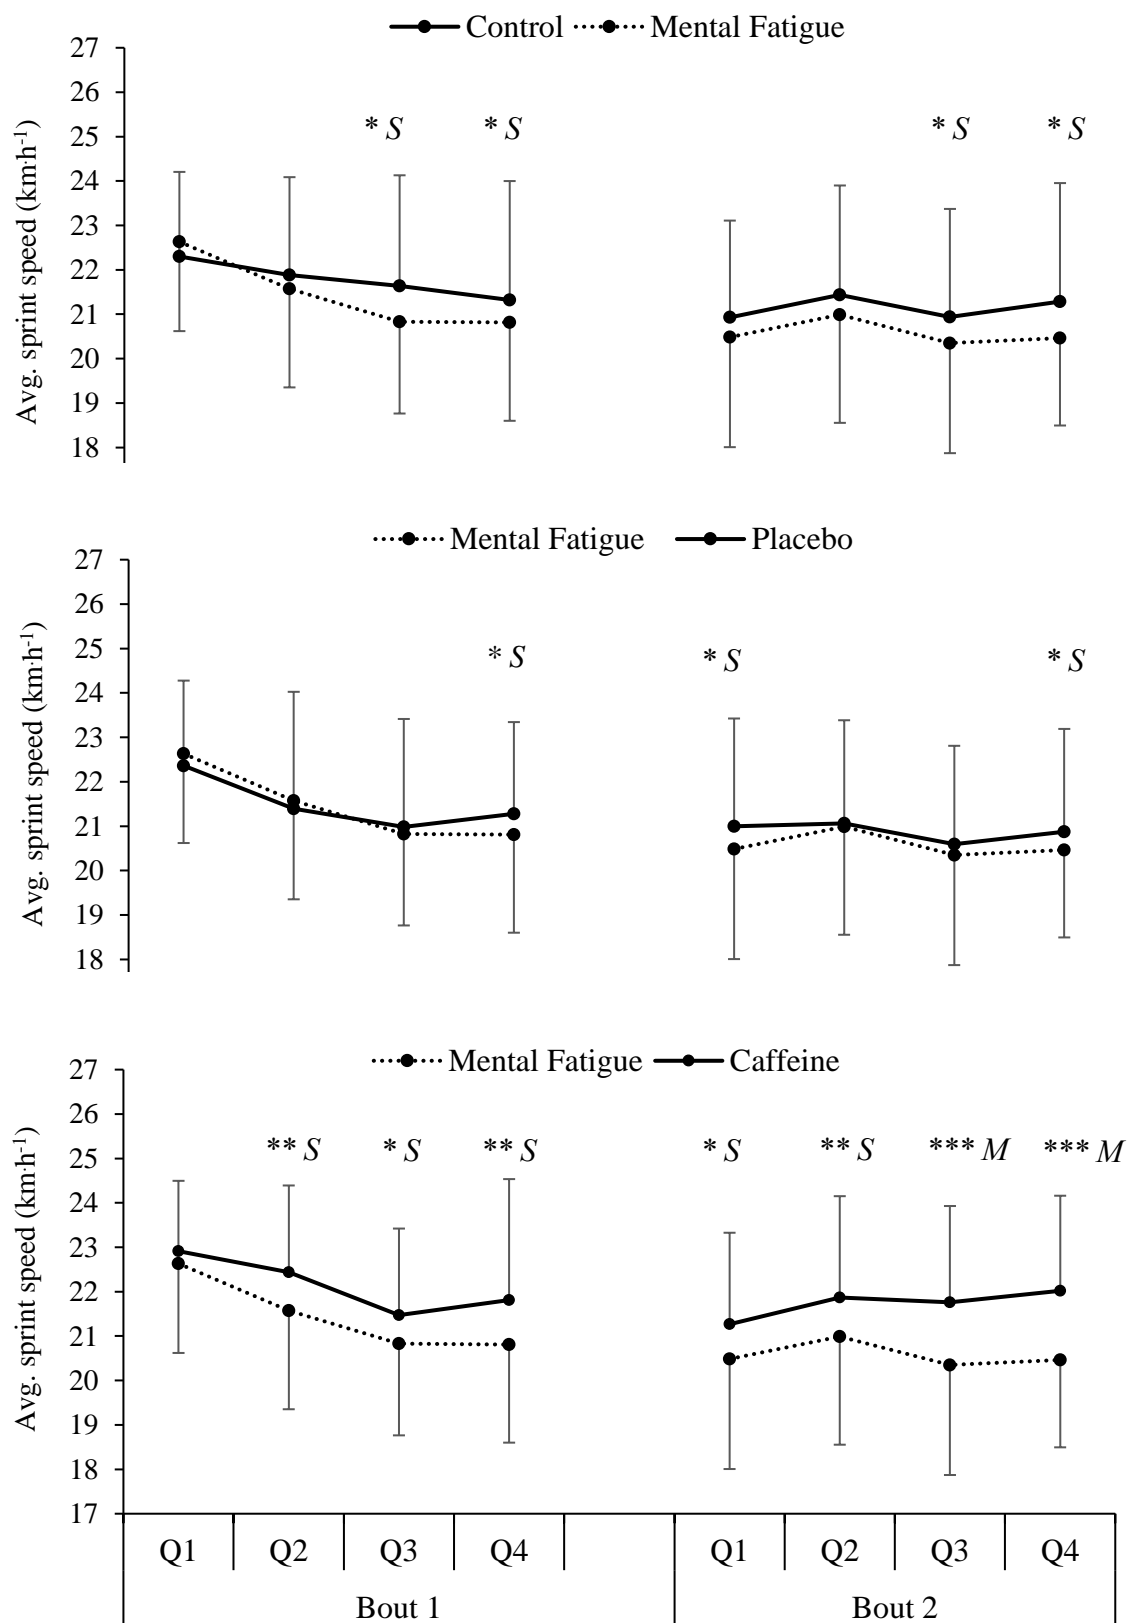 Control Mental Fatigue
27
26
25
24
23
22
21
20
19
18
Avg. sprint speed (km·h-1)
* S * S * S * S
Mental Fatigue Placebo
27
26
25
24
23
22
21
20
19
18
Avg. sprint speed (km·h-1)
* S * S * S
Mental Fatigue Caffeine
27
26
25
24
23
22
21
20
19
18
17
Avg. sprint speed (km·h-1)
** S * S ** S * S ** S *** M *** M
Q1 Q2 Q3 Q4 Q1 Q2 Q3 Q4
Bout 1 Bout 2